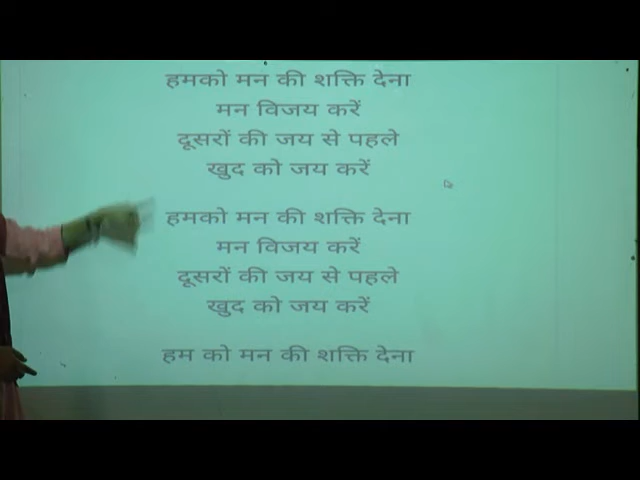 हमको मन की शक्ति देना
मन विजय करें
दूसरों की जय से पहले
खुद को जय करें
हमको मन की शक्ति देना
मन विजय करें
दूसरों की जय से पहले
खुद को जय करें
हम को मन की शक्ति देना